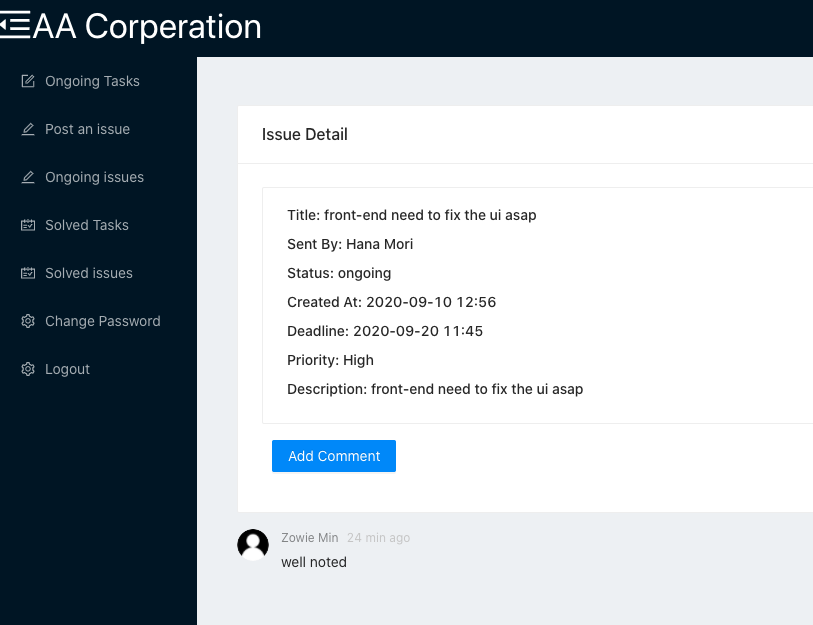 AA Corperation
Ongoing Tasks
Post an issue
Ongoing issues
Solved Tasks
Solved issues
Change Password
Logout
Issue Detail
Title: front-end need to fix the ui asap
Sent By: Hana Mori
Status: ongoing
Created At: 2020-09-10 12:56
Deadline: 2020-09-20 11:45
Priority: High
Description: front-end need to fix the ui asap
Add Comment
Zowie Min 24 min ago
well noted